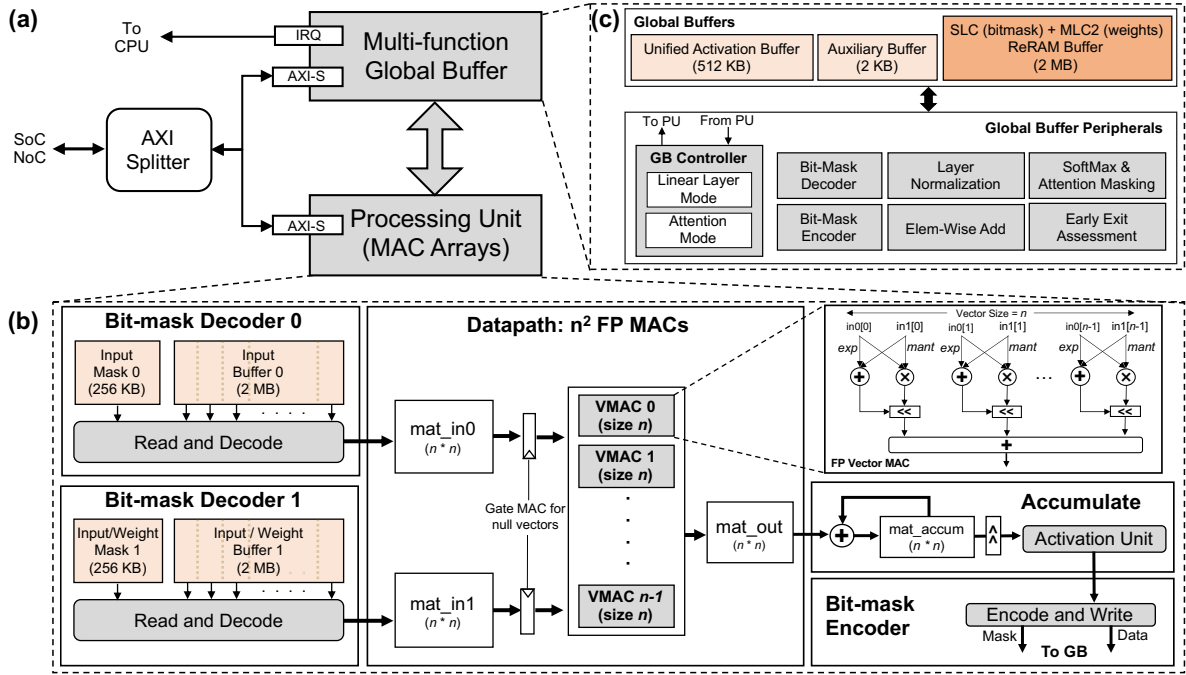 (a)
To
CPU
IRQ
AXI-S
Multi-function
Global Buffer
SoC
NoC
AXI
Splitter
AXI-S
Processing Unit
(MAC Arrays)
(c)
Global Buffers
Unified Activation Buffer
(512 KB)
Auxiliary Buffer
(2 KB)
SLC (bitmask) + MLC2 (weights)
ReRAM Buffer
(2 MB)
To PU
From PU
Global Buffer Peripherals
GB Controller
Linear Layer
Mode
Attention
Mode
Bit-Mask
Decoder
Layer
Normalization
SoftMax &
Attention Masking
Bit-Mask
Encoder
Elem-Wise Add
Early Exit
Assessment
(b)
Bit-mask Decoder 0
Input
Mask 0
(256 KB)
Input
Buffer 0
(2 MB)
. . . .
Read and Decode
Bit-mask Decoder 1
Input/Weight
Mask 1
(256 KB)
Input / Weight
Buffer 1
(2 MB)
. . . .
Read and Decode
Datapath: n² FP MACs
mat_in0
(n * n)
Gate MAC for
null vectors
mat_in1
(n * n)
VMAC 0
(size n)
VMAC 1
(size n)
.
.
.
.
VMAC n-1
(size n)
mat_out
(n * n)
Vector Size = n
in0[0]
in1[0]
in0[1]
in1[1]
in0[n-1]
in1[n-1]
exp
mant
exp
mant
exp
mant
+
×
+
×
...
+
×
<<
<<
<<
+
FP Vector MAC
Accumulate
+
mat_accum
(n * n)
<<
Activation Unit
Bit-mask
Encoder
Encode and Write
Mask
Data
To GB